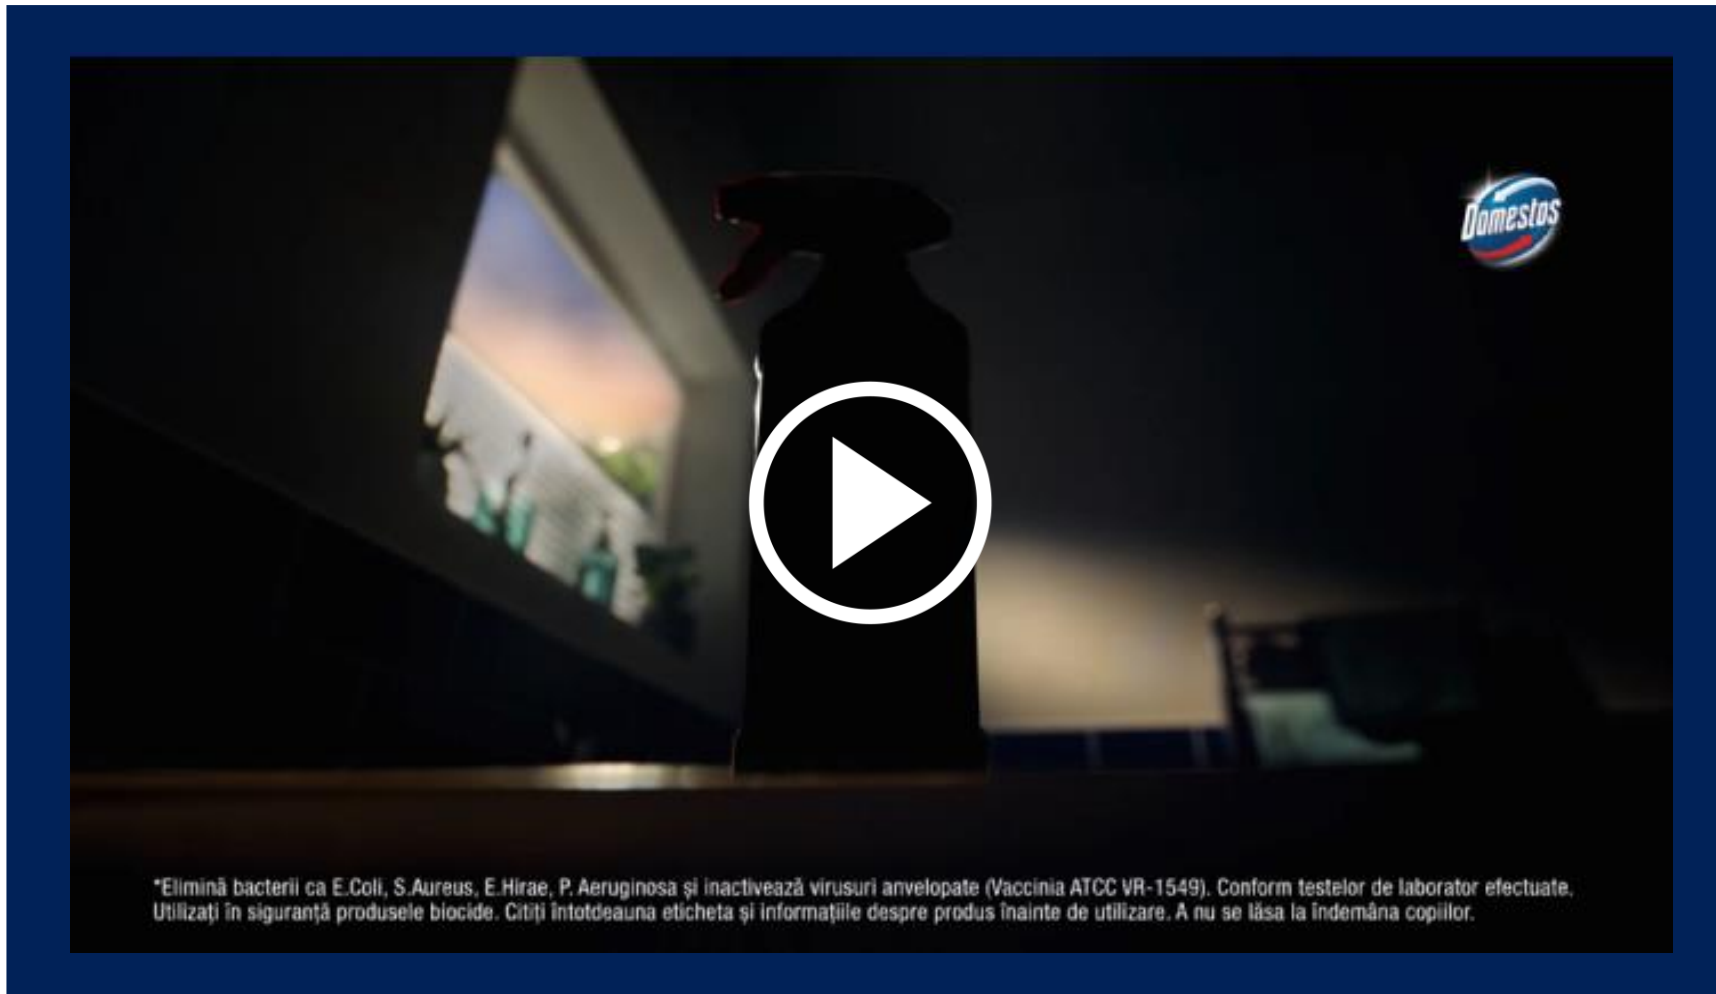 Domestos
*Elimină bacterii ca E.Coli, S.Aureus, E.Hirae, P. Aeruginosa și inactivează virusuri anvelopate (Vaccinia ATCC VR-1549). Conform testelor de laborator efectuate.
Utilizați în siguranță produsele biocide. Citiți întotdeauna eticheta și informațiile despre produs înainte de utilizare. A nu se lăsa la îndemâna copiilor.